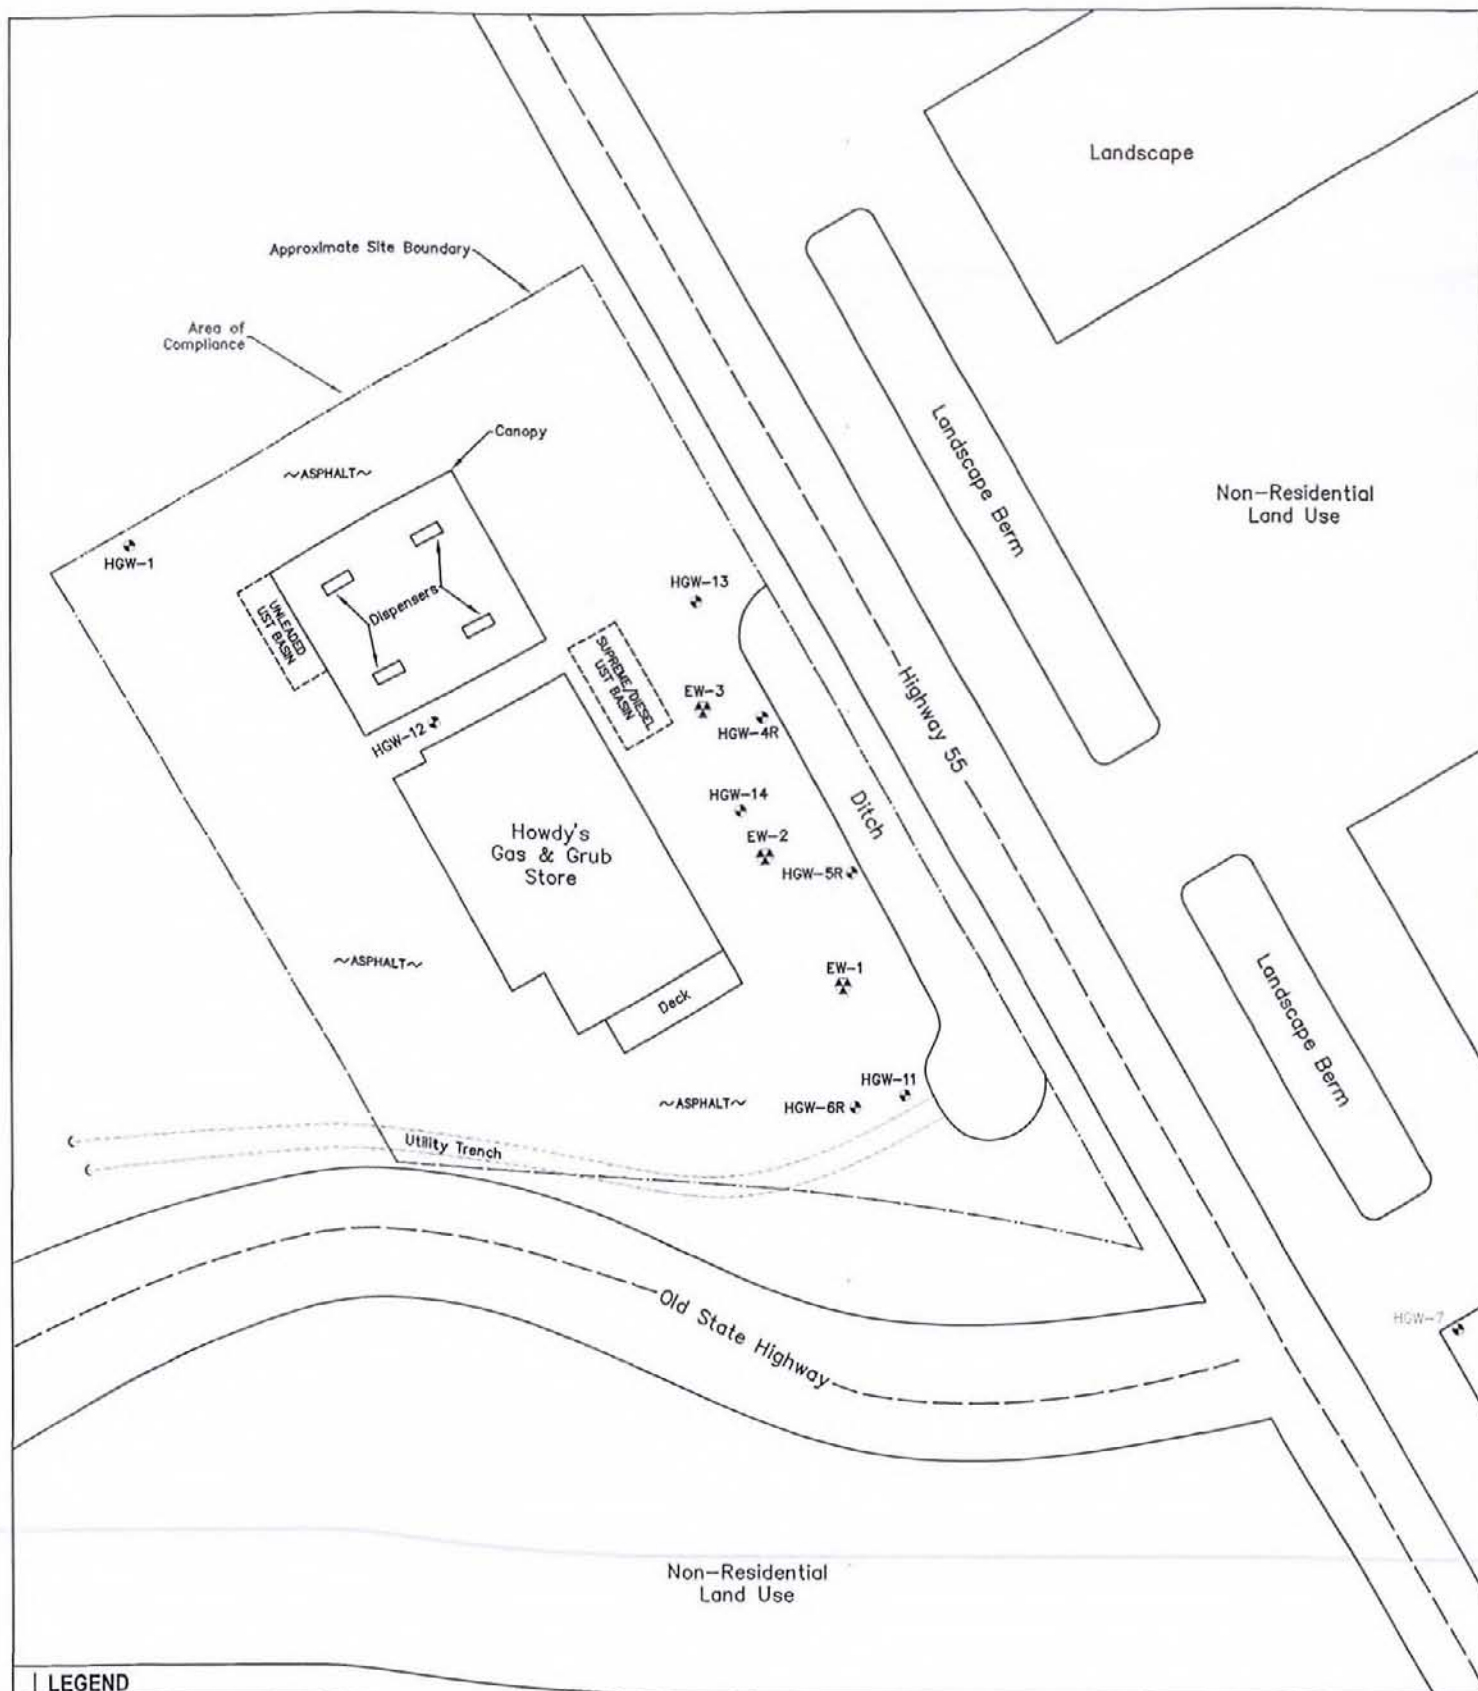 Landscape
Approximate Site Boundary
Area of
Compliance
Canopy
~ASPHALT~
Landscape Berm
Non-Residential
Land Use
HGW-1
UNLEADED
UST BASIN
Dispensers
HGW-13
SUPREME/DIESEL
UST BASIN
EW-3
HGW-4R
HGW-12
Highway 55
HGW-14
Ditch
Howdy's
Gas & Grub
Store
EW-2
HGW-5R
~ASPHALT~
EW-1
Deck
Landscape Berm
HGW-11
~ASPHALT~
HGW-6R
Utility Trench
Old State Highway
HGW-7
Non-Residential
Land Use
LEGEND